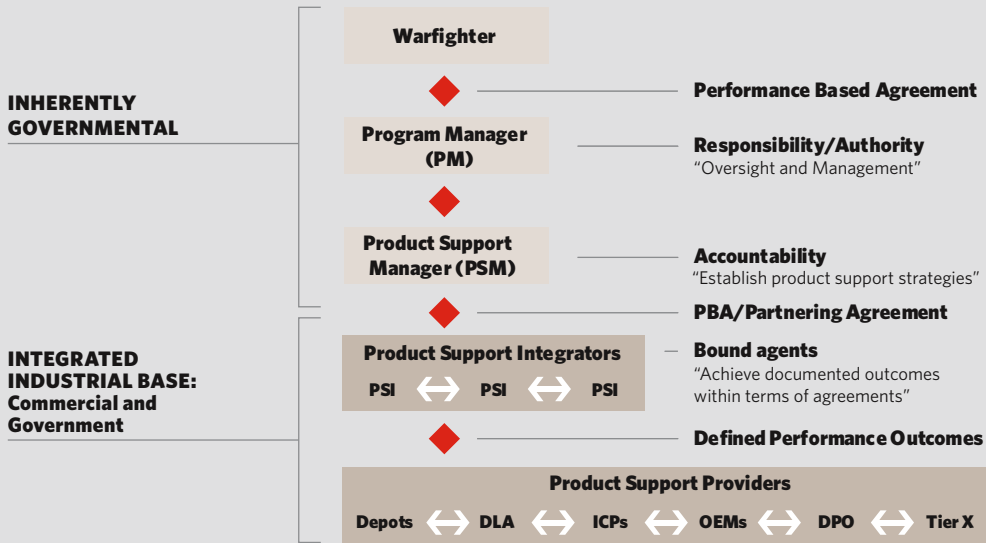 Warfighter
Performance Based Agreement
INHERENTLY
GOVERNMENTAL
Program Manager
(PM)
Responsibility/Authority
“Oversight and Management”
Product Support
Manager (PSM)
Accountability
“Establish product support strategies”
PBA/Partnering Agreement
INTEGRATED
INDUSTRIAL BASE:
Commercial and
Government
Product Support Integrators
PSI PSI PSI
Bound agents
“Achieve documented outcomes
within terms of agreements”
Defined Performance Outcomes
Product Support Providers
Depots DLA ICPs OEMs DPO Tier X